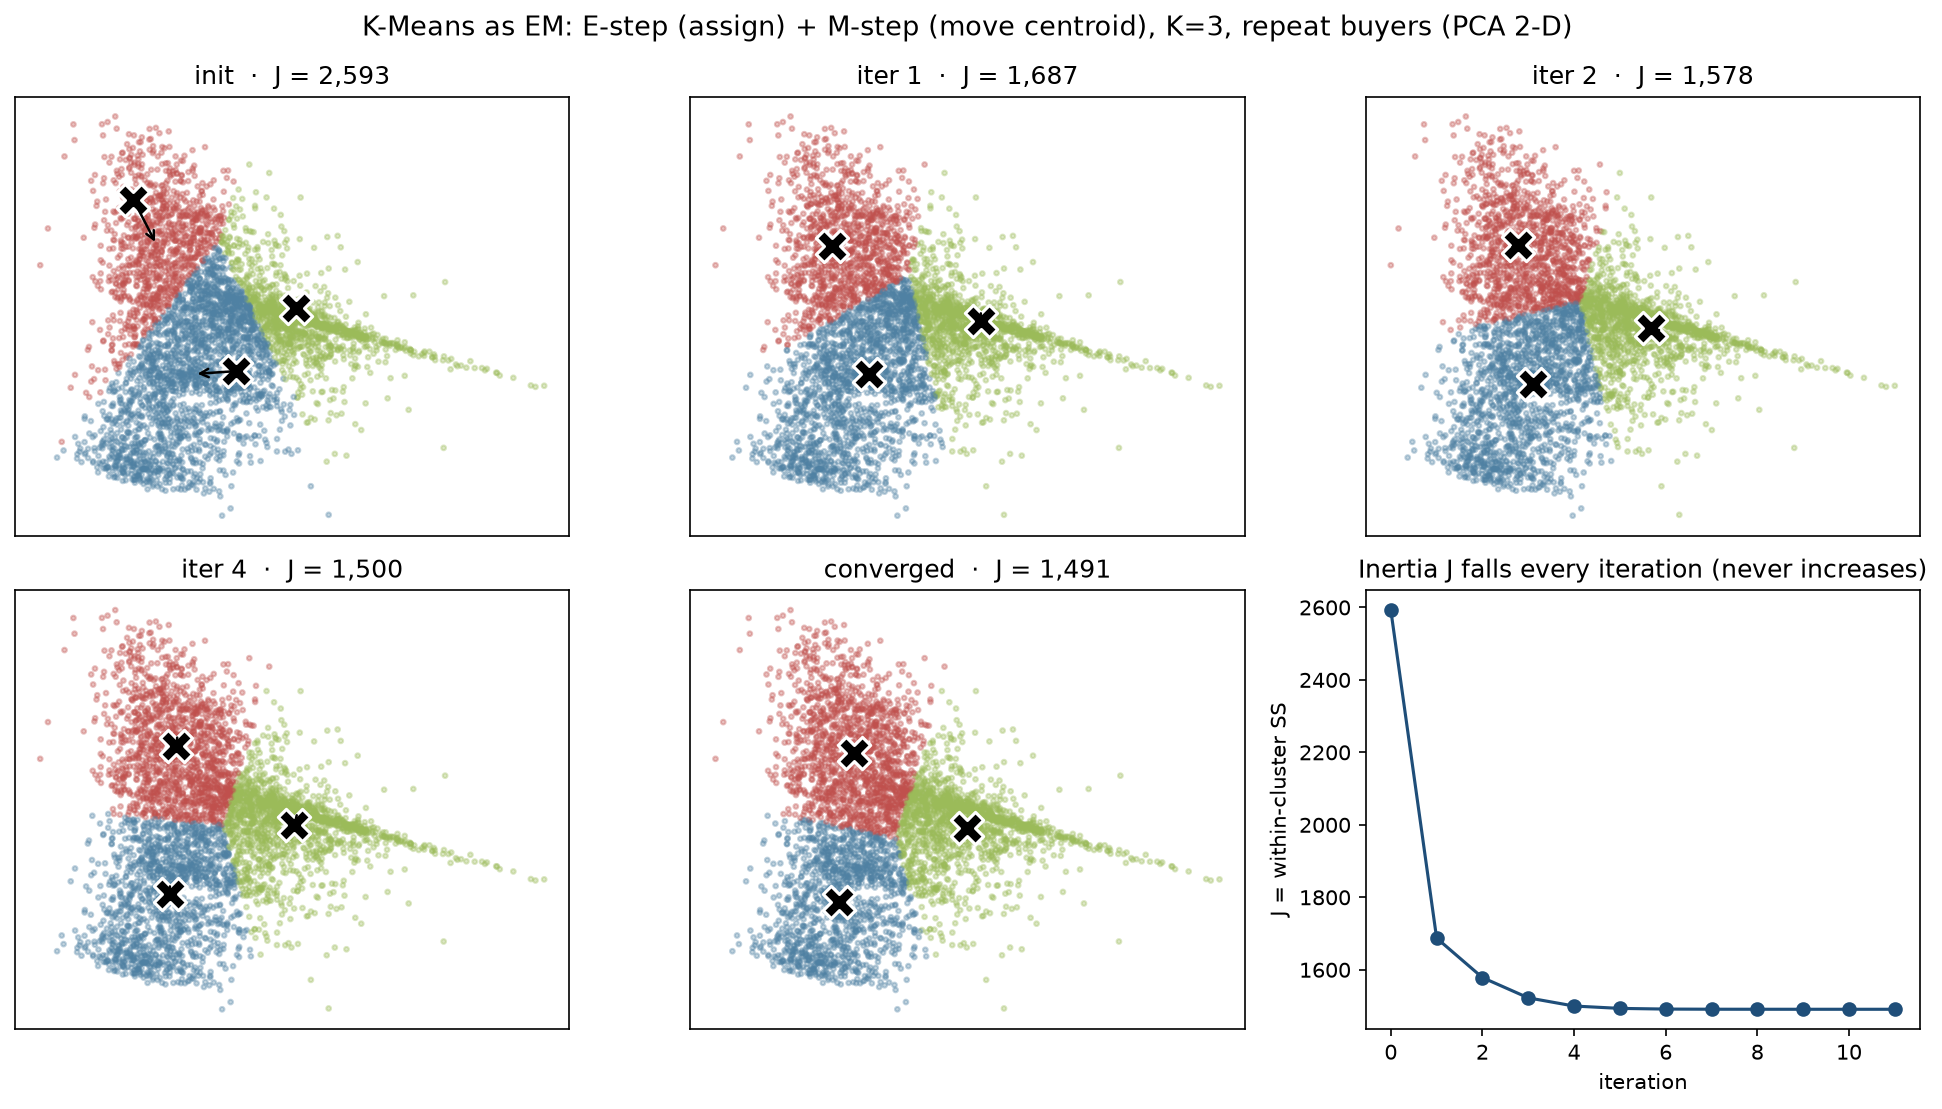 K-Means as EM: E-step (assign) + M-step (move centroid), K=3, repeat buyers (PCA 2-D)
init · J = 2,593
iter 1 · J = 1,687
iter 2 · J = 1,578
iter 4 · J = 1,500
converged · J = 1,491
Inertia J falls every iteration (never increases)
J = within-cluster SS
2600
2400
2200
2000
1800
1600
0 2 4 6 8 10
iteration